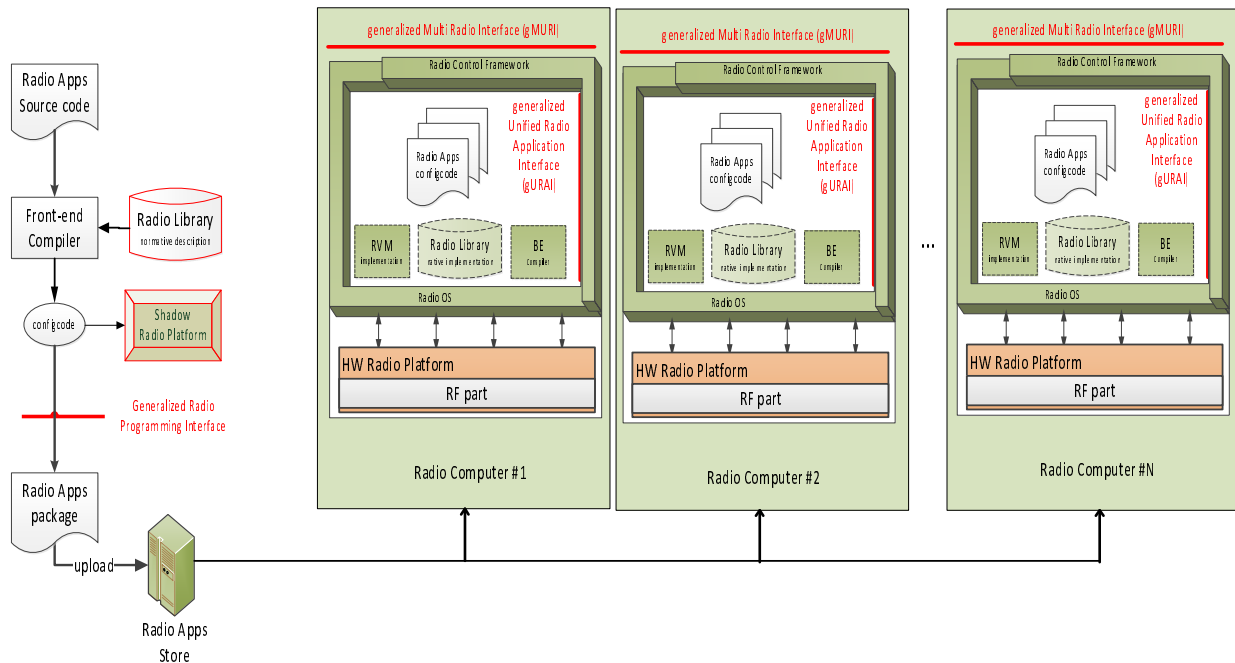 Radio Apps
Source code
Front-end
Compiler
Radio Library
normative description
configcode
Shadow
Radio Platform
Generalized Radio
Programming Interface
Radio Apps
package
upload
Radio Apps
Store
generalized Multi Radio Interface (gMURI)
Radio Control Framework
generalized
Unified Radio
Application
Interface
(gURAI)
Radio Apps
configcode
RVM
implementation
Radio Library
native implementation
BE
Compiler
Radio OS
HW Radio Platform
RF part
Radio Computer #1
generalized Multi Radio Interface (gMURI)
Radio Control Framework
generalized
Unified Radio
Application
Interface
(gURAI)
Radio Apps
configcode
RVM
implementation
Radio Library
native implementation
BE
Compiler
Radio OS
HW Radio Platform
RF part
Radio Computer #2
...
generalized Multi Radio Interface (gMURI)
Radio Control Framework
generalized
Unified Radio
Application
Interface
(gURAI)
Radio Apps
configcode
RVM
implementation
Radio Library
native implementation
BE
Compiler
Radio OS
HW Radio Platform
RF part
Radio Computer #N